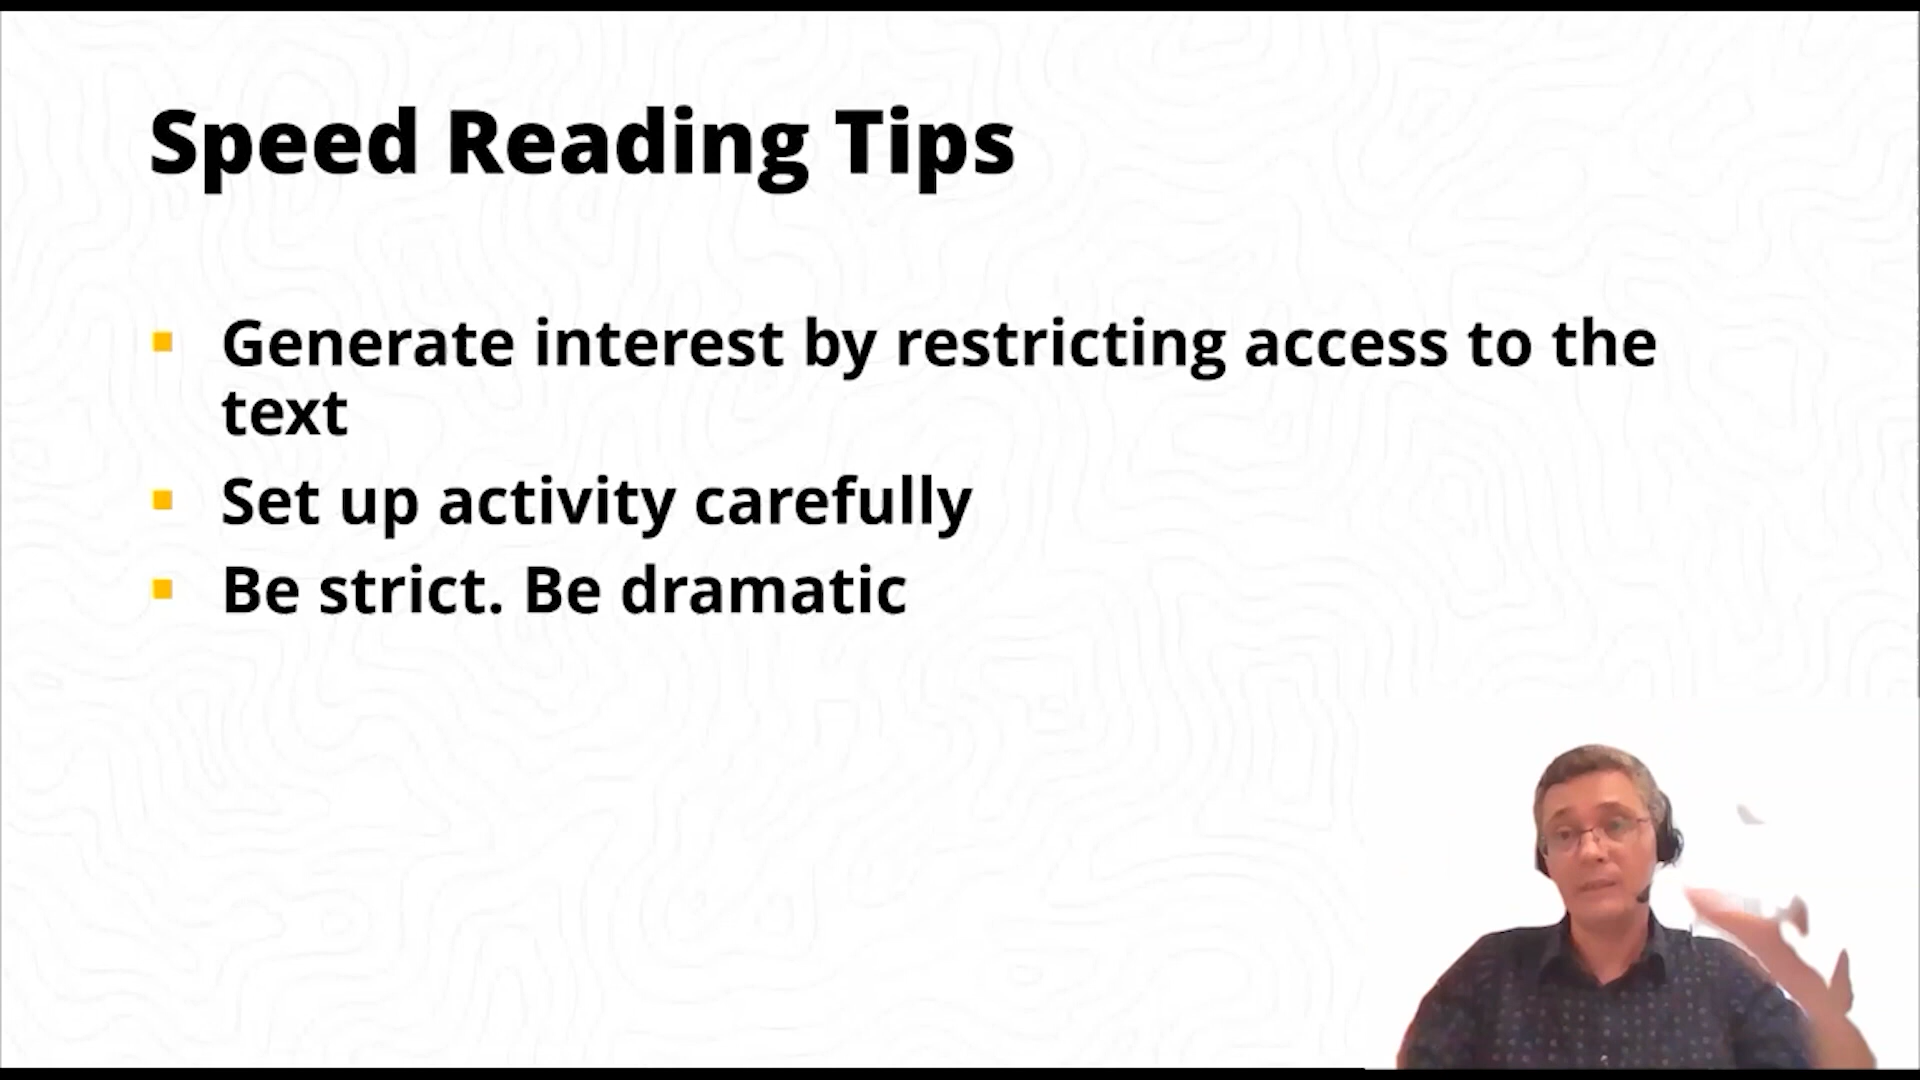 Speed Reading Tips
Generate interest by restricting access to the
text
Set up activity carefully
Be strict. Be dramatic